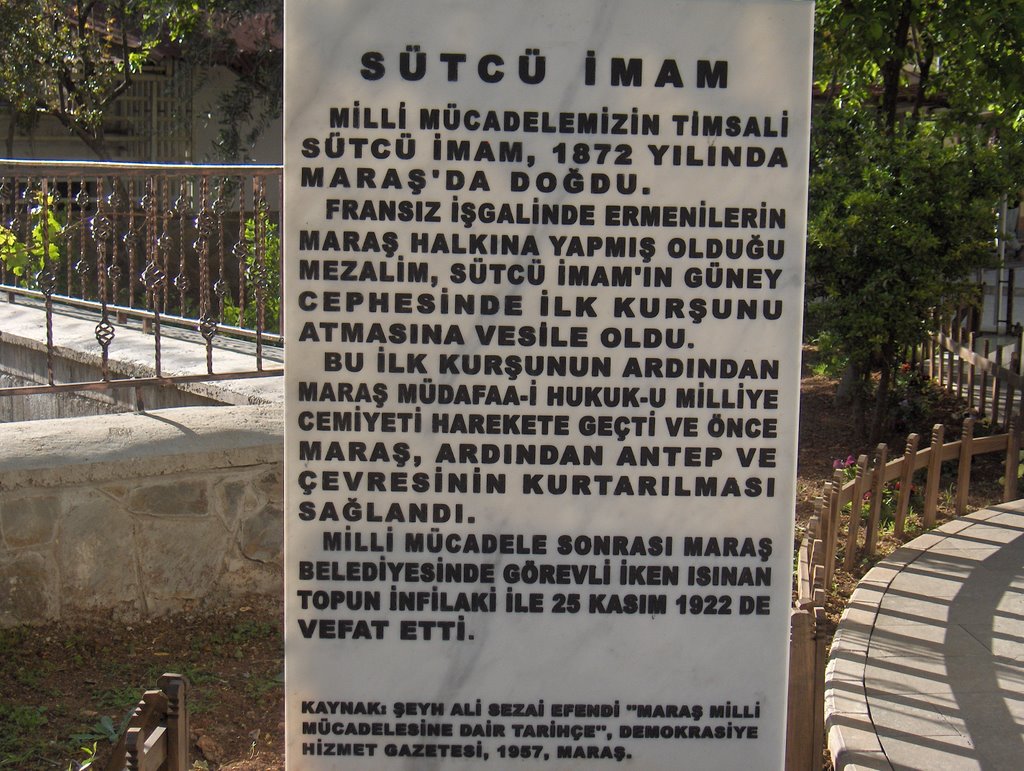 SÜTCÜ İMAM
MİLLİ MÜCADELEMİZİN TİMSALİ
SÜTCÜ İMAM, 1872 YILINDA
MARAŞ'DA DOĞDU.
FRANSIZ İŞGALİNDE ERMENİLERİN
MARAŞ HALKINA YAPMIŞ OLDUĞU
MEZALİM, SÜTCÜ İMAM'IN GÜNEY
CEPHESİNDE İLK KURŞUNU
ATMASINA VESİLE OLDU.
BU İLK KURŞUNUN ARDINDAN
MARAŞ MÜDAFAA-İ HUKUK-U MİLLİYE
CEMİYETİ HAREKETE GEÇTİ VE ÖNCE
MARAŞ, ARDINDAN ANTEP VE
ÇEVRESİNİN KURTARILMASI
SAĞLANDI.
MİLLİ MÜCADELE SONRASI MARAŞ
BELEDİYESİNDE GÖREVLİ İKEN ISINAN
TOPUN İNFİLAKİ İLE 25 KASIM 1922 DE
VEFAT ETTİ.
KAYNAK: ŞEYH ALİ SEZAİ EFENDİ "MARAŞ MİLLİ
MÜCADELESİNE DAİR TARİHÇE", DEMOKRASİYE
HİZMET GAZETESİ, 1957, MARAŞ.